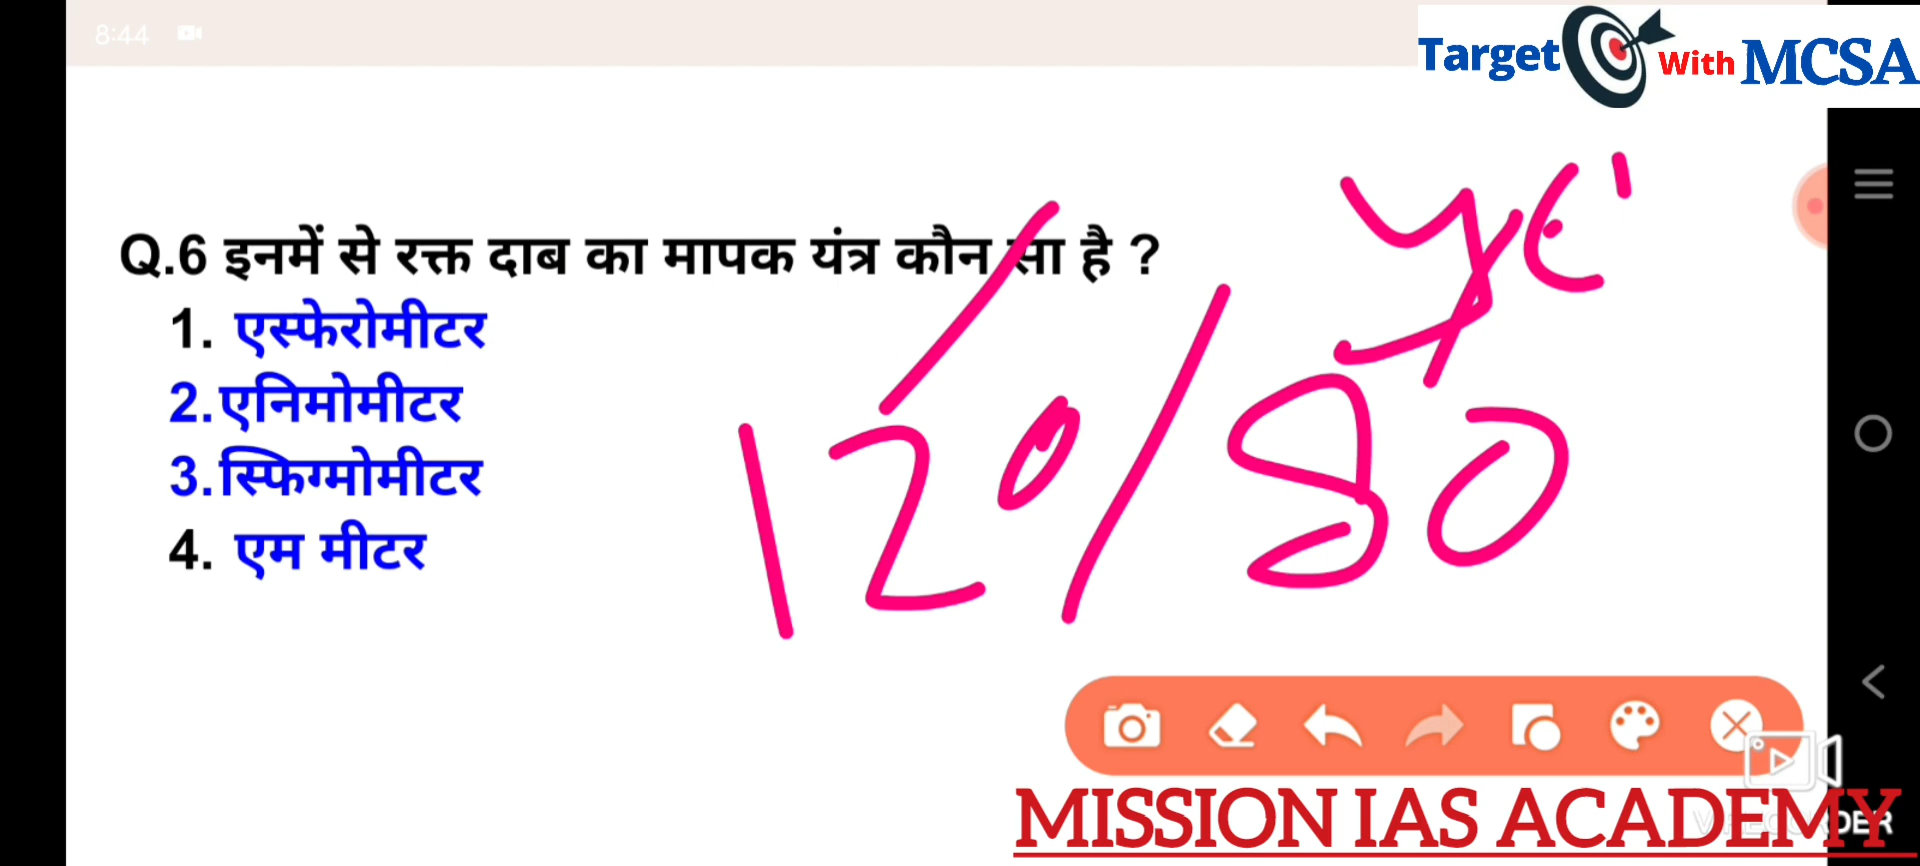 8:44
Target With MCSA
Q.6 इनमें से रक्त दाब का मापक यंत्र कौन सा है ?
1. एस्फेरोमीटर
2.एनिमोमीटर
3.स्फिग्मोमीटर
4. एम मीटर
120/80
MISSION IAS ACADEMY